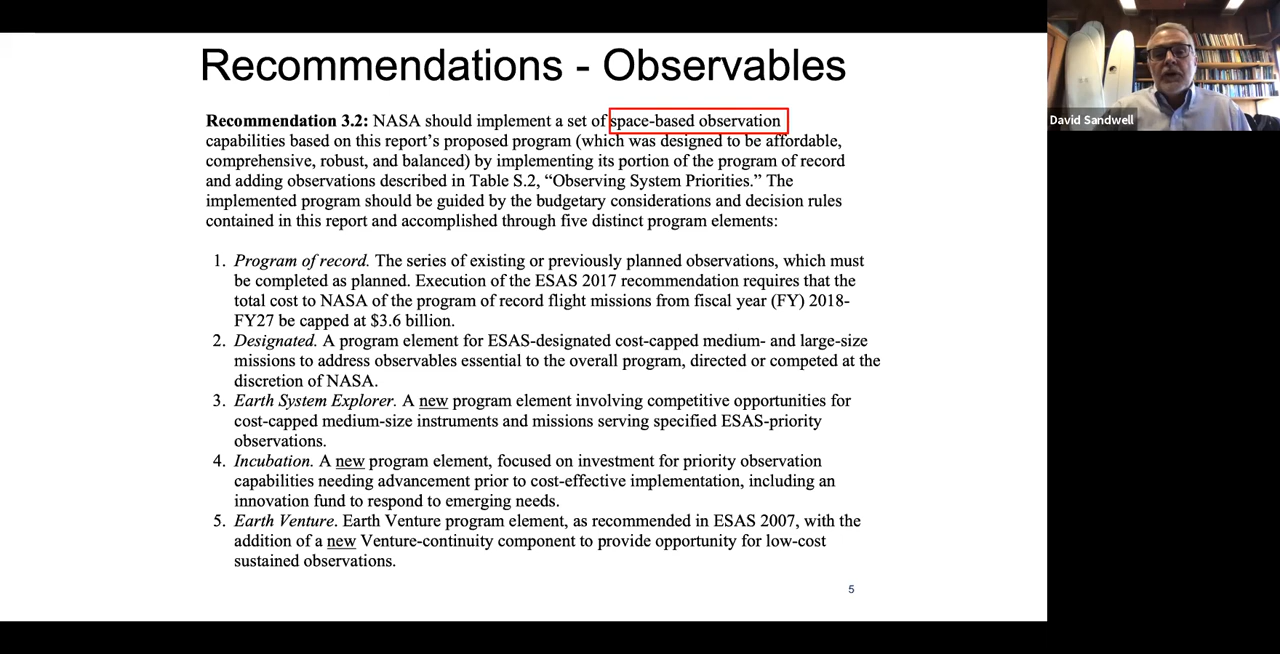 Recommendations - Observables
Recommendation 3.2: NASA should implement a set of space-based observation
capabilities based on this report's proposed program (which was designed to be affordable,
comprehensive, robust, and balanced) by implementing its portion of the program of record
and adding observations described in Table S.2, “Observing System Priorities.” The
implemented program should be guided by the budgetary considerations and decision rules
contained in this report and accomplished through five distinct program elements:
1. Program of record. The series of existing or previously planned observations, which must
be completed as planned. Execution of the ESAS 2017 recommendation requires that the
total cost to NASA of the program of record flight missions from fiscal year (FY) 2018-
FY27 be capped at $3.6 billion.
2. Designated. A program element for ESAS-designated cost-capped medium- and large-size
missions to address observables essential to the overall program, directed or competed at the
discretion of NASA.
3. Earth System Explorer. A new program element involving competitive opportunities for
cost-capped medium-size instruments and missions serving specified ESAS-priority
observations.
4. Incubation. A new program element, focused on investment for priority observation
capabilities needing advancement prior to cost-effective implementation, including an
innovation fund to respond to emerging needs.
5. Earth Venture. Earth Venture program element, as recommended in ESAS 2007, with the
addition of a new Venture-continuity component to provide opportunity for low-cost
sustained observations.
5
David Sandwell